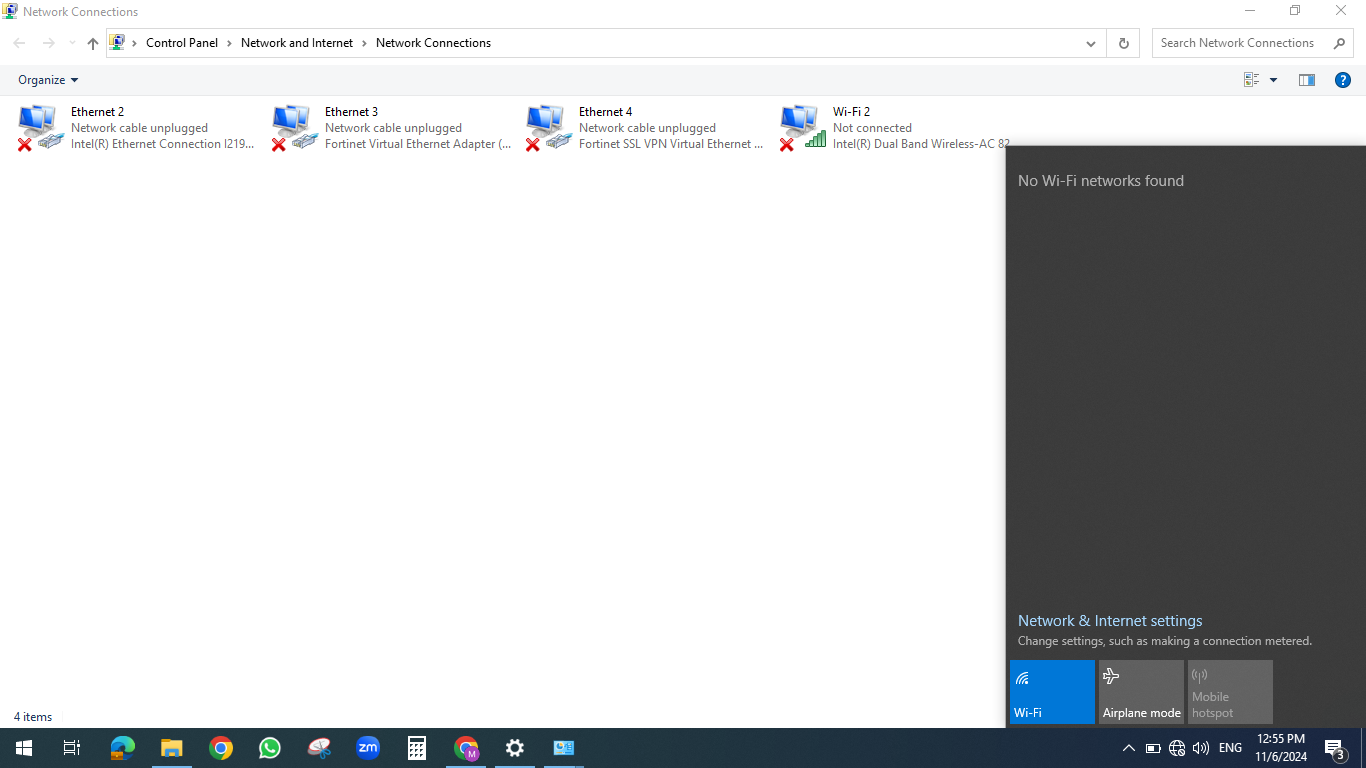 Network Connections
Control Panel > Network and Internet > Network Connections
Search Network Connections
Organize
Ethernet 2
Network cable unplugged
Intel(R) Ethernet Connection I219...
Ethernet 3
Network cable unplugged
Fortinet Virtual Ethernet Adapter (...
Ethernet 4
Network cable unplugged
Fortinet SSL VPN Virtual Ethernet ...
Wi-Fi 2
Not connected
Intel(R) Dual Band Wireless-AC 82
No Wi-Fi networks found
Network & Internet settings
Change settings, such as making a connection metered.
Wi-Fi
Airplane mode
Mobile
hotspot
4 items
zm
M
ENG
12:55 PM
11/6/2024
3